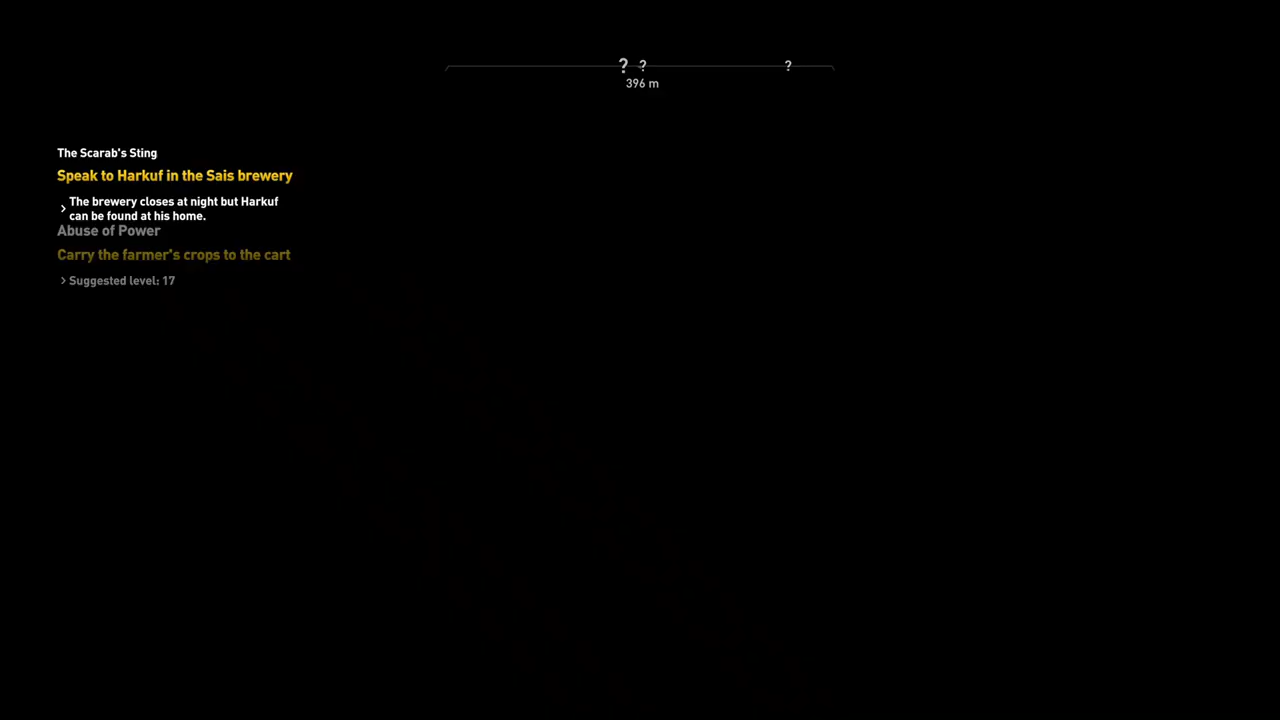 ? ? ?
396 m
The Scarab's Sting
Speak to Harkuf in the Sais brewery
The brewery closes at night but Harkuf
can be found at his home.
Abuse of Power
Carry the farmer's crops to the cart
Suggested level: 17